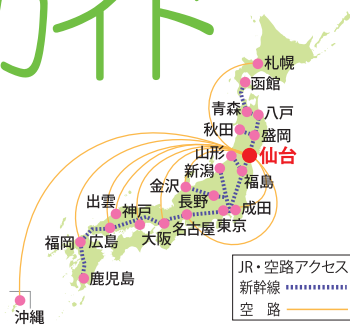 ガイド
札幌
函館
青森
八戸
秋田
盛岡
山形
仙台
新潟
福島
金沢
長野
成田
出雲
神戸
東京
名古屋
福岡
広島
大阪
鹿児島
沖縄
JR・空路アクセス
新幹線
空　路